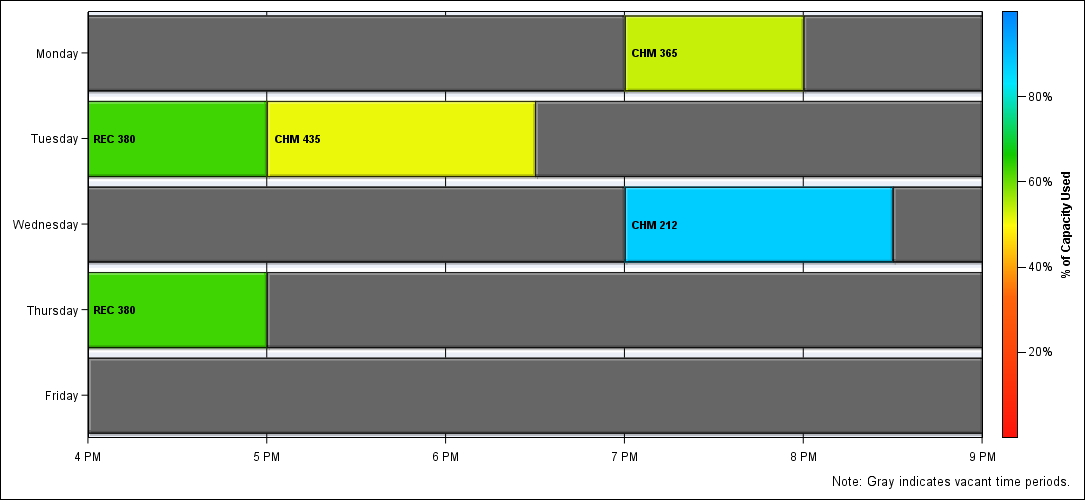 Monday
CHM 365
Tuesday
REC 380
CHM 435
Wednesday
CHM 212
Thursday
REC 380
Friday
4 PM
5 PM
6 PM
7 PM
8 PM
9 PM
80%
60%
40%
20%
% of Capacity Used
Note: Gray indicates vacant time periods.